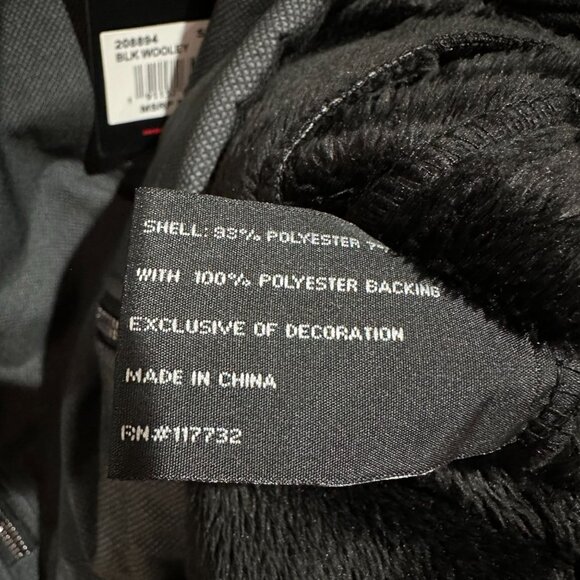 208894
BLK WOOLEY
SHELL: 93% POLYESTER
WITH 100% POLYESTER BACKING
EXCLUSIVE OF DECORATION
MADE IN CHINA
RN#117732